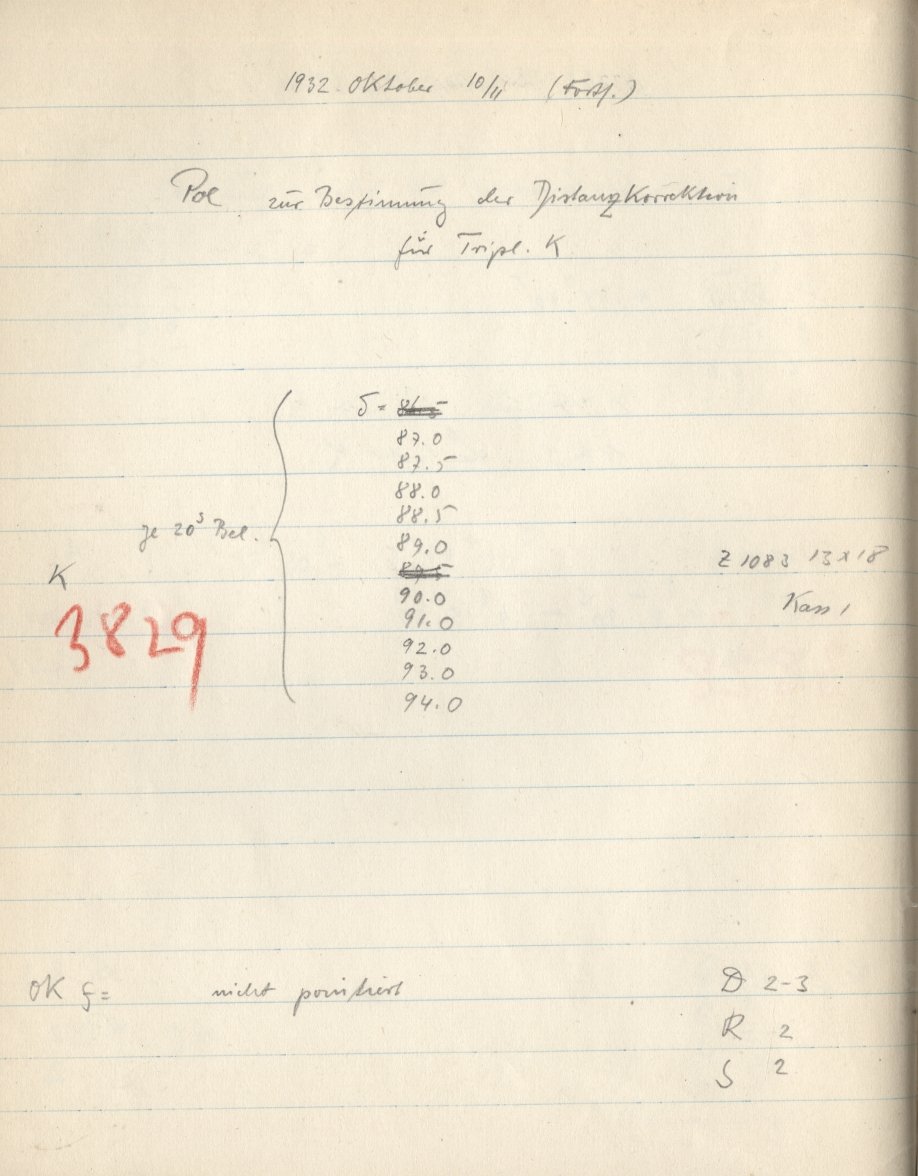 1932. Oktober 10/11 (Forts.)
Pol zur Bestimmung der Distanzkorrektion
für Tripl. K
δ = 86.5
87.0
87.5
88.0
88.5
je 20ˢ Bel.
89.0
Z 1083 13x18
K
89.5
90.0
Kass 1
3829
91.0
92.0
93.0
94.0
OK F= nicht pointiert
D 2-3
R 2
S 2